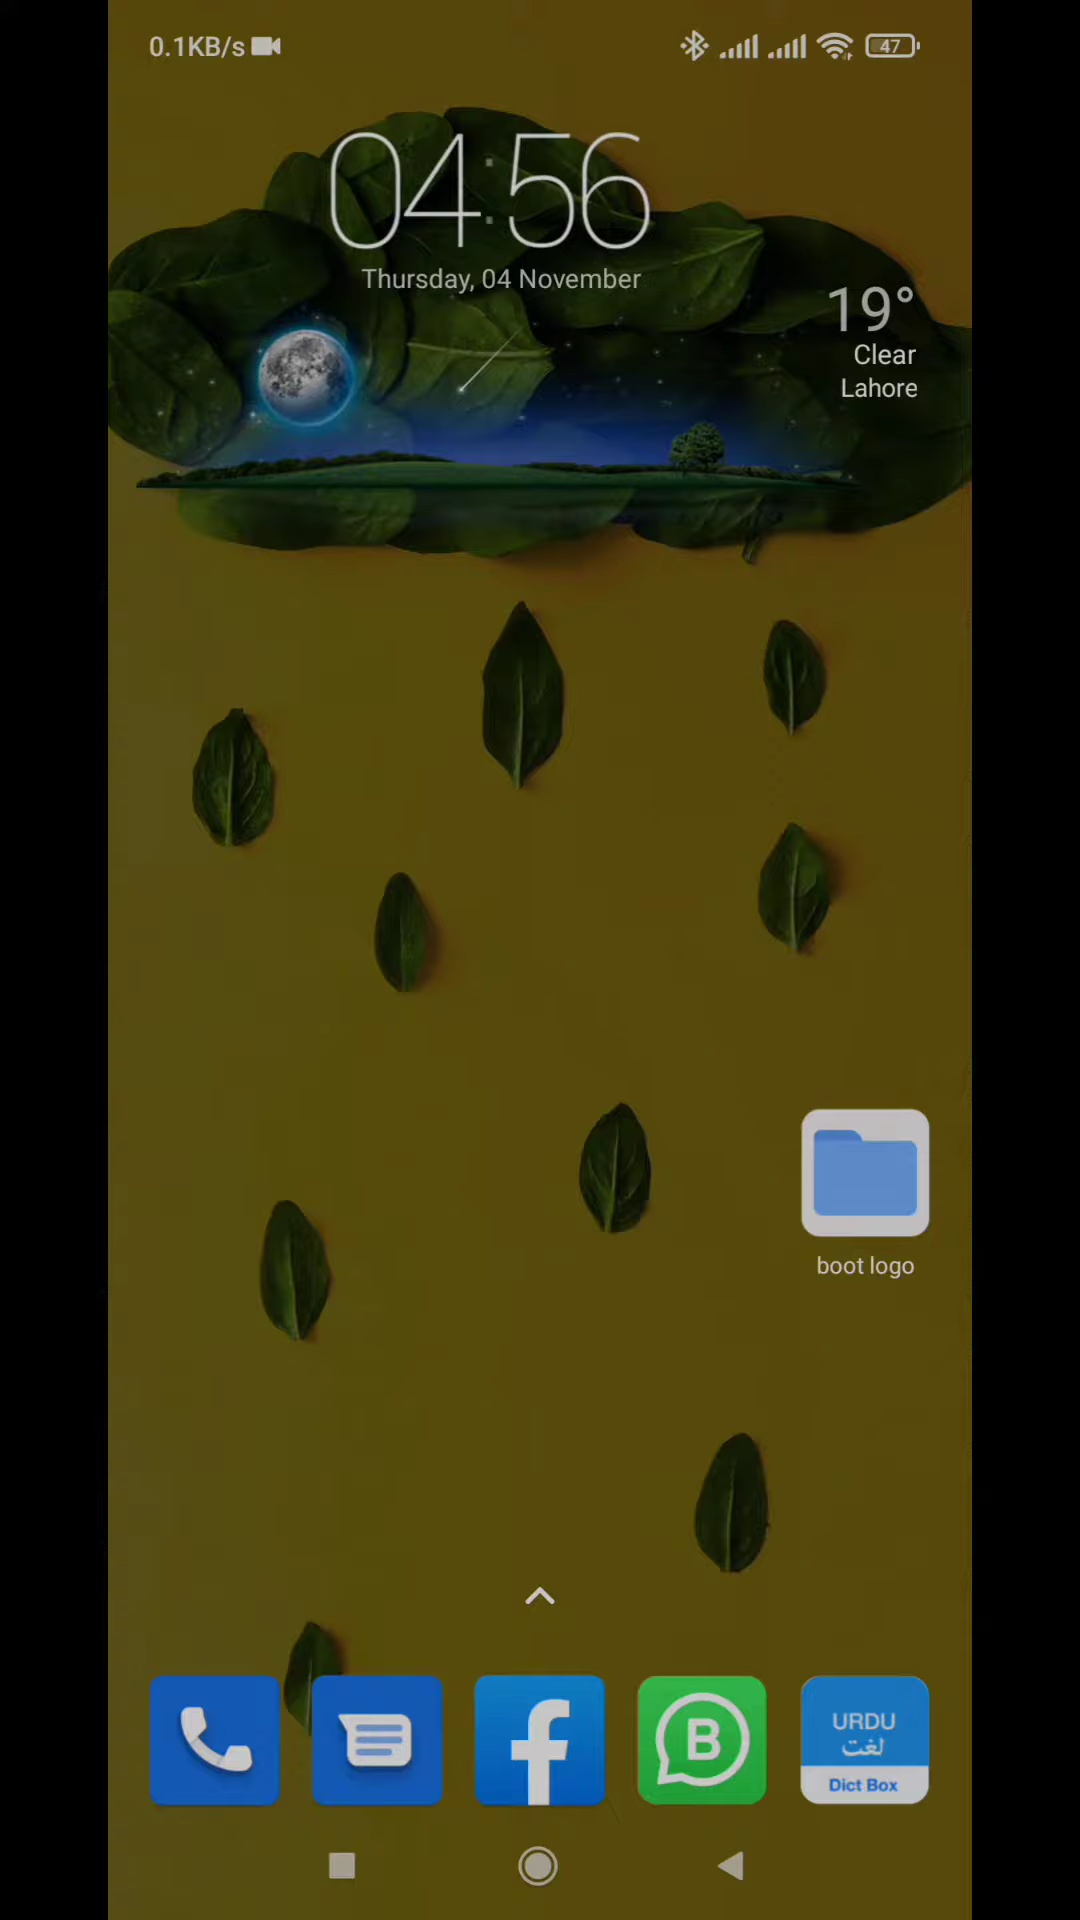 0.1KB/s
47
04:56
Thursday, 04 November
19°
Clear
Lahore
boot logo
URDU
لغت
Dict Box